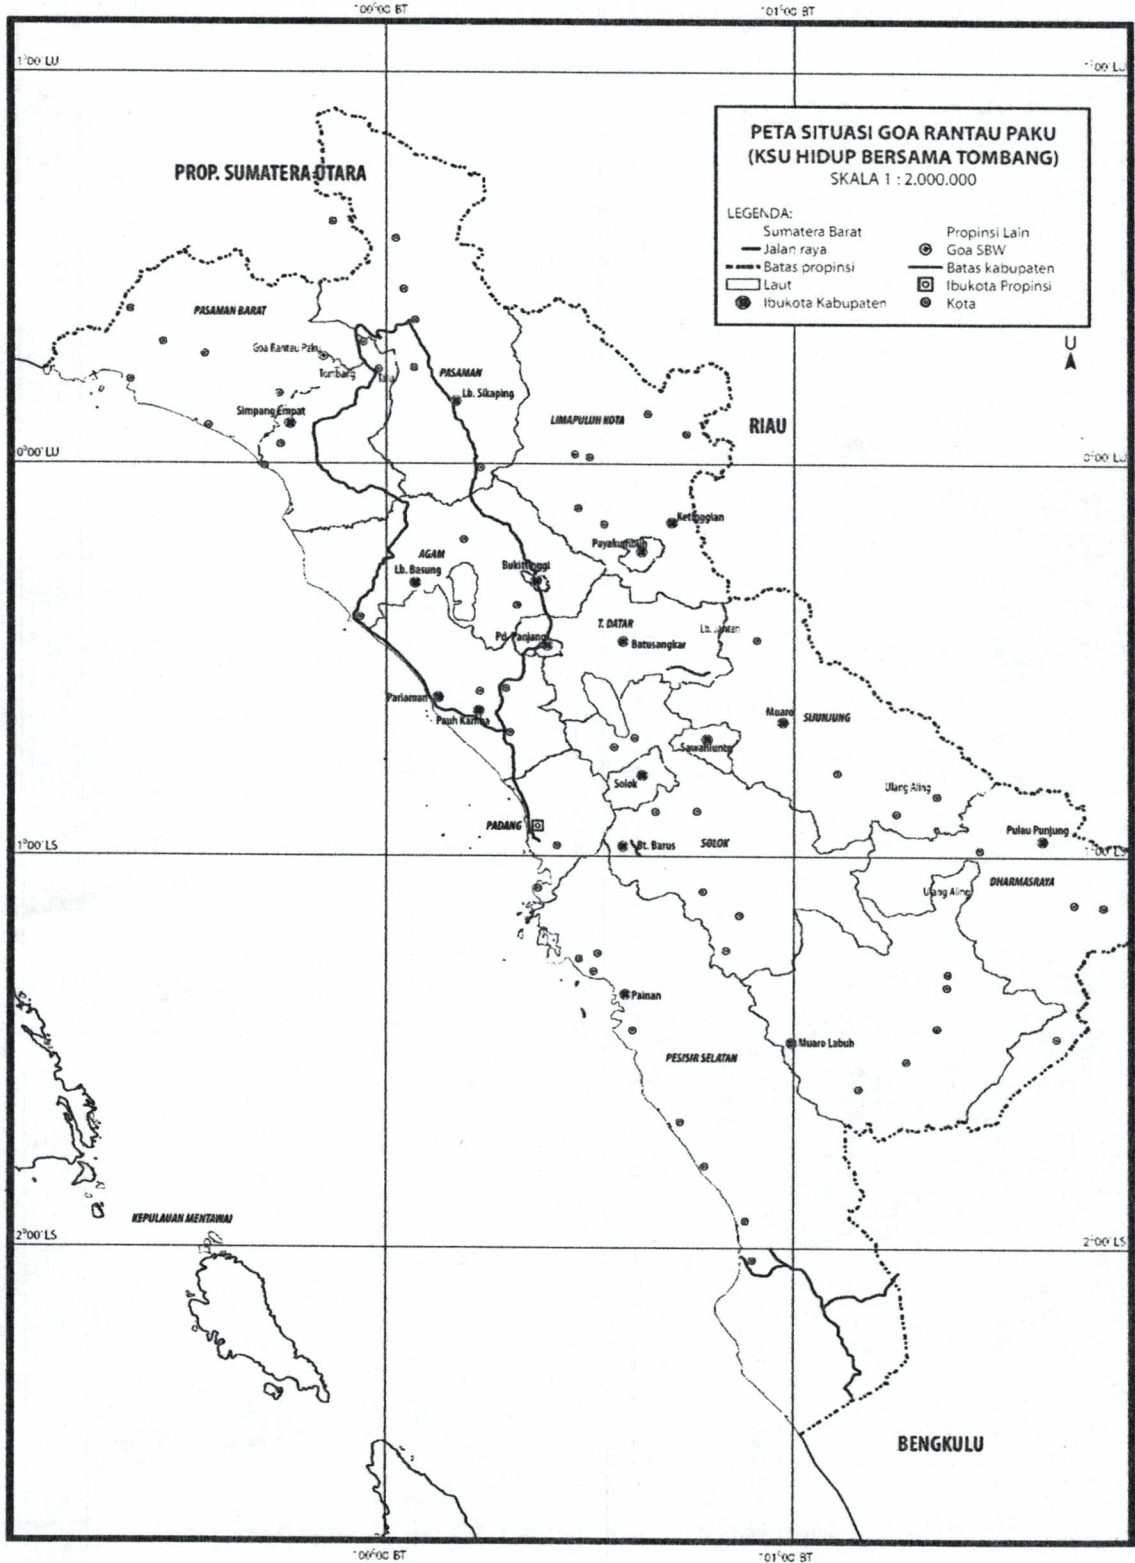 100°00' BT
101°00' BT
1°00' LU
1°00' LU
PETA SITUASI GOA RANTAU PAKU
(KSU HIDUP BERSAMA TOMBANG)
SKALA 1 : 2.000.000
LEGENDA:
Sumatera Barat
Propinsi Lain
Jalan raya
Goa SBW
Batas propinsi
Batas kabupaten
Laut
Ibukota Propinsi
Ibukota Kabupaten
Kota
U
PROP. SUMATERA UTARA
PASAMAN BARAT
Goa Rantau Paku
Tombang
Talu
PASAMAN
Lb. Sikaping
Simpang Empat
LIMAPULUH KOTA
RIAU
0°00' LU
0°00' LU
Ketinggian
Payakumbuh
AGAM
Lb. Basung
Bukittinggi
T. DATAR
Lb. Jantan
Pd. Panjang
Batusangkar
Pariaman
Pauh Kamba
Muaro
SIJUNJUNG
Sawahlunto
Solok
Ulang Aling
PADANG
Pulau Punjung
Bt. Barus
SOLOK
1°00' LS
1°00' LS
Ulang Aling
DHARMASRAYA
Painan
Muaro Labuh
PESISIR SELATAN
KEPULAUAN MENTAWAI
2°00' LS
2°00' LS
BENGKULU
100°00' BT
101°00' BT